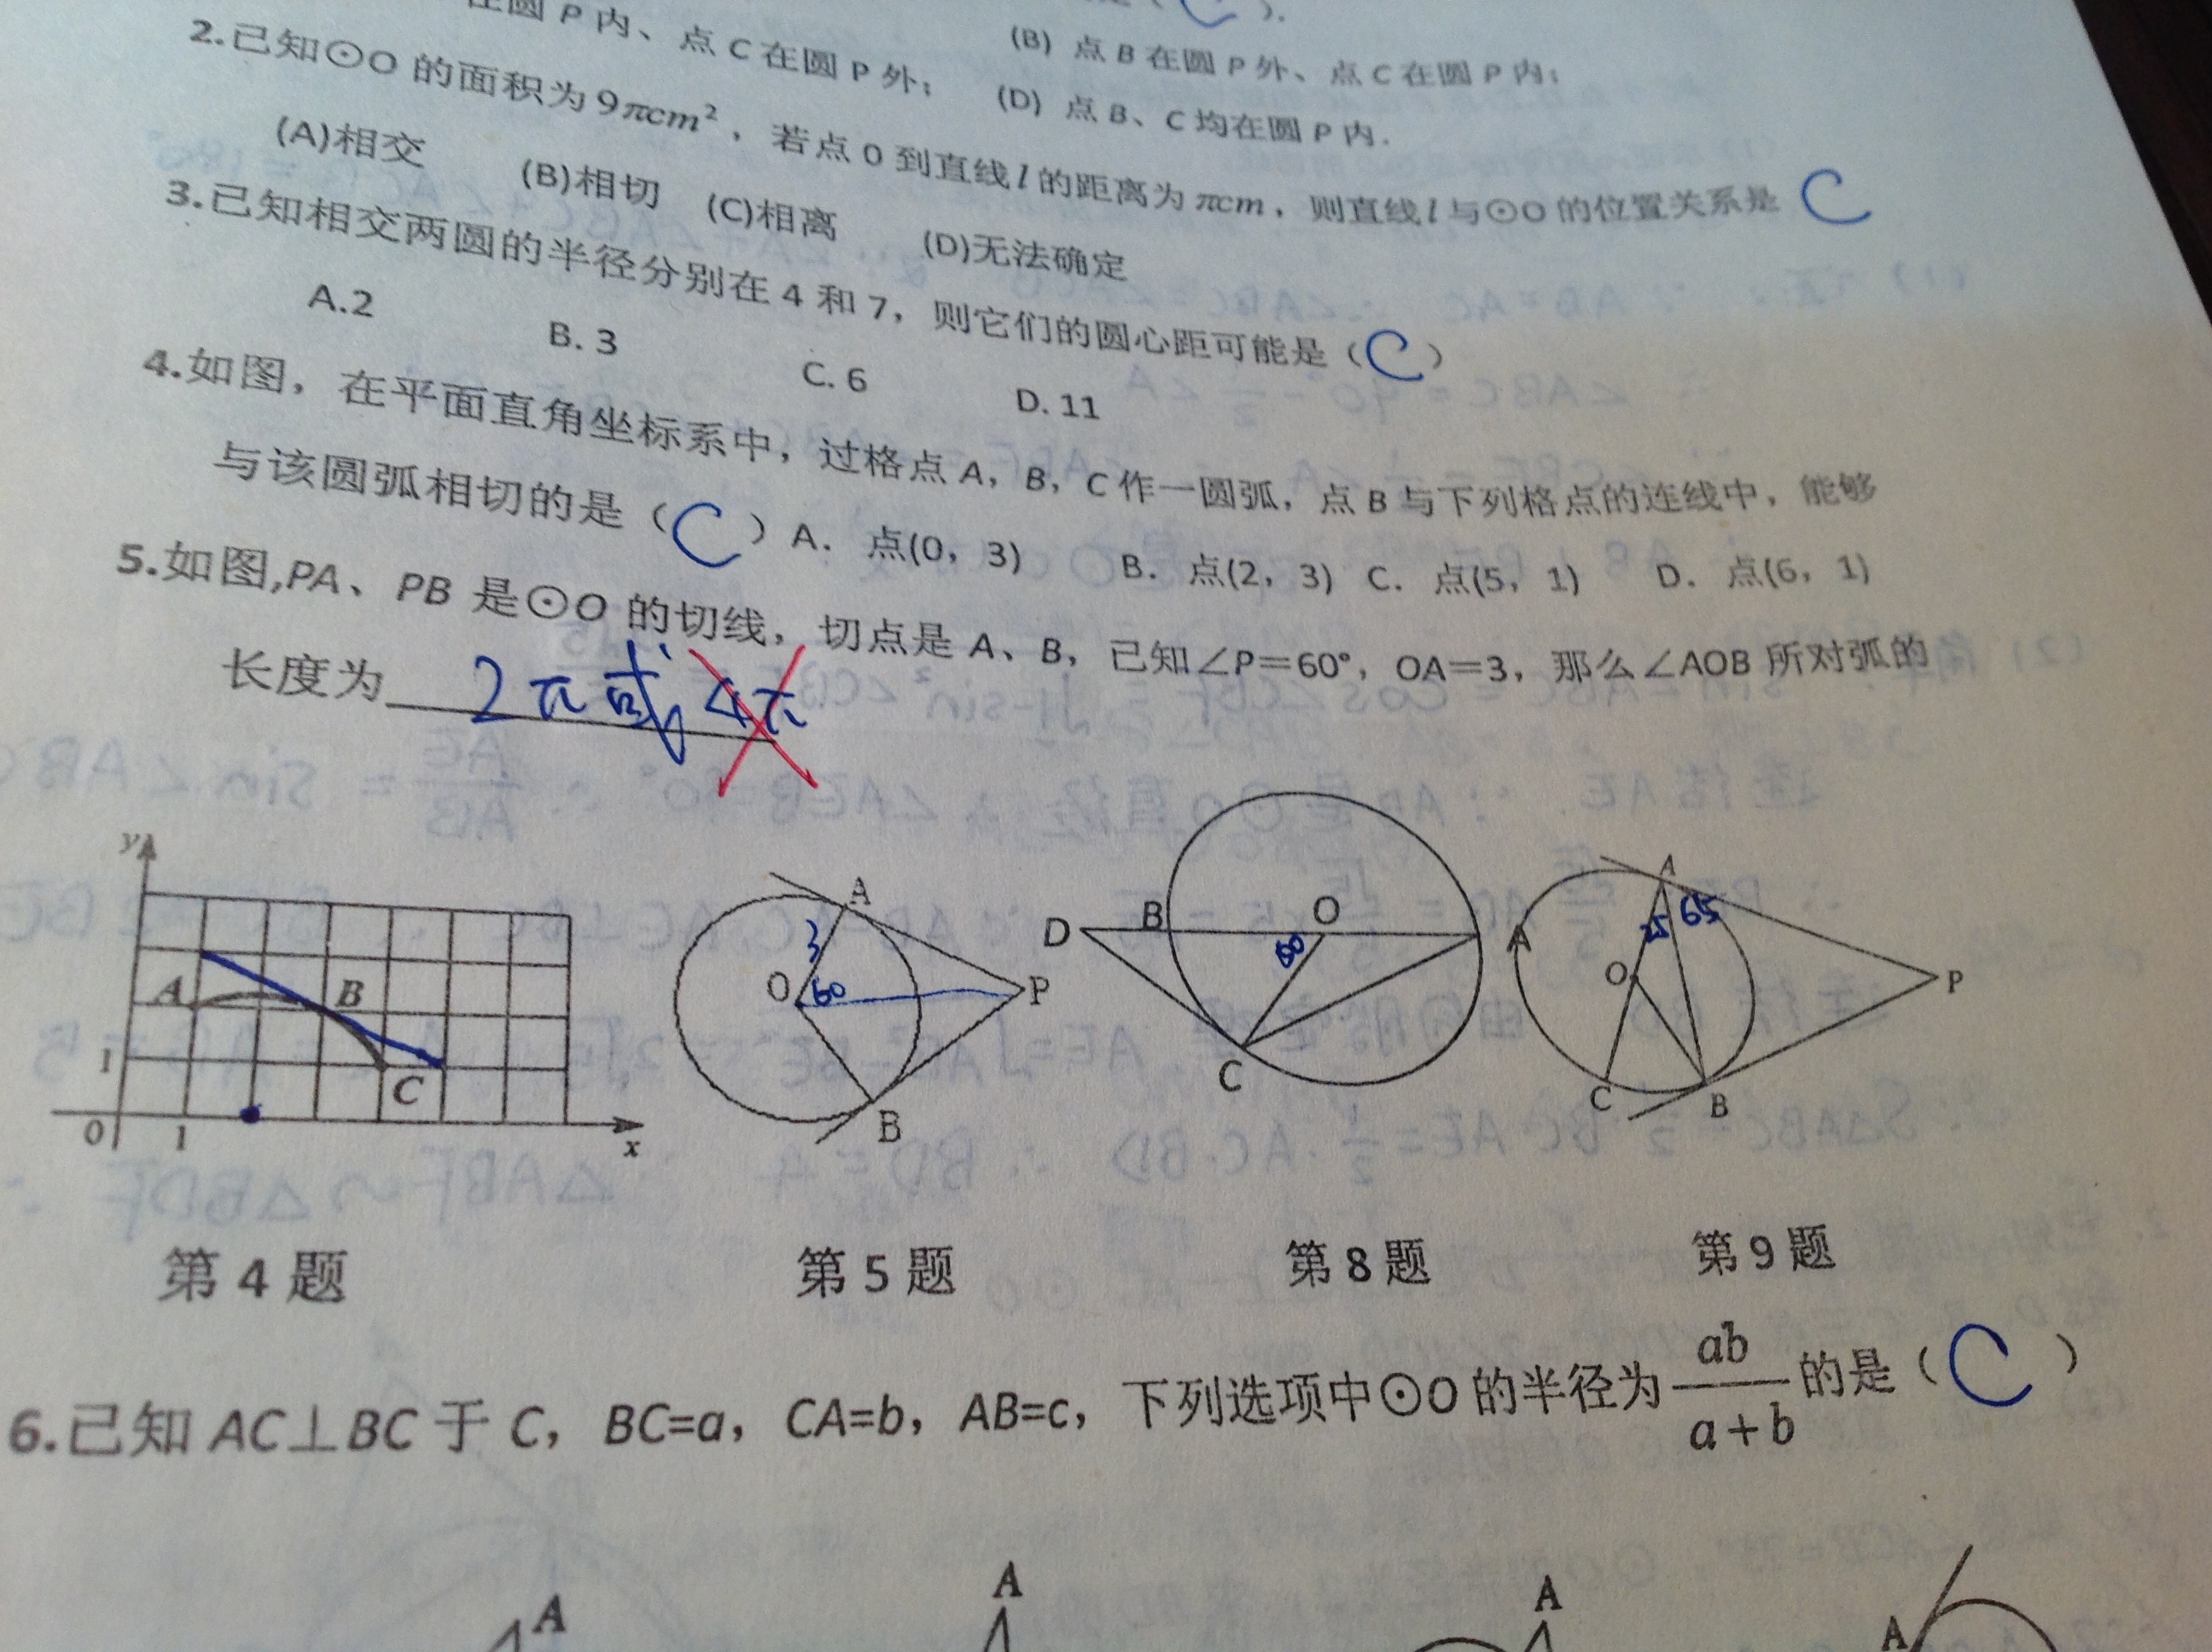 在圆 P 内、点 C 在圆 P 外;
(B) 点 B 在圆 P 外、点 C 在圆 P 内;
(D) 点 B、C 均在圆 P 内.
2.已知⊙O 的面积为 9πcm²，若点 0 到直线 l 的距离为 πcm，则直线 l 与⊙O 的位置关系是 C
(A)相交 (B)相切 (C)相离 (D)无法确定
3.已知相交两圆的半径分别在 4 和 7，则它们的圆心距可能是（C）
A.2 B. 3 C. 6 D. 11
4.如图，在平面直角坐标系中，过格点 A，B，C 作一圆弧，点 B 与下列格点的连线中，能够
与该圆弧相切的是（C）A．点(0，3) B．点(2，3) C．点(5，1) D．点(6，1)
5.如图,PA、PB 是⊙O 的切线，切点是 A、B，已知∠P＝60°，OA＝3，那么∠AOB 所对弧的
长度为 2π或4π
y
A B
1 C
0 1 x
A
3
O 60 P
B
D B O A
60
C
A
25 65
O P
C B
第 4 题 第 5 题 第 8 题 第 9 题
6.已知 AC⊥BC 于 C，BC=a，CA=b，AB=c，下列选项中⊙O 的半径为 ab/(a+b) 的是（C）
A A A A